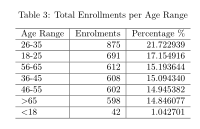 Table 3: Total Enrollments per Age Range
Age Range Enrolments Percentage %
26-35 875 21.722939
18-25 691 17.154916
56-65 612 15.193644
36-45 608 15.094340
46-55 602 14.945382
>65 598 14.846077
<18 42 1.042701